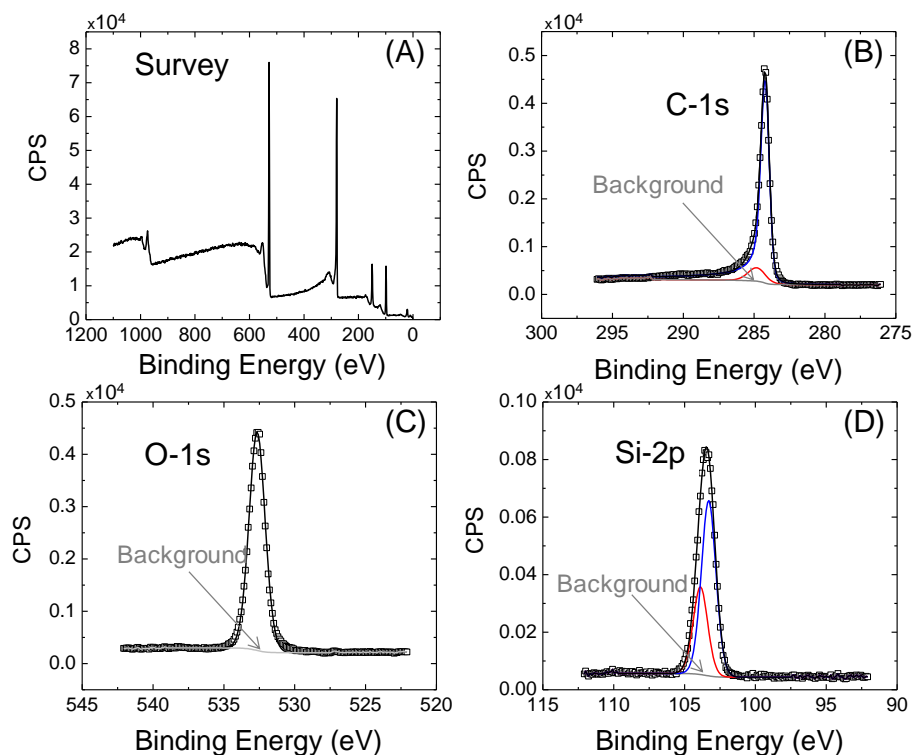 x10⁴
8
7
6
5
4
3
2
1
0
CPS
Survey
(A)
1200 1000 800 600 400 200 0
Binding Energy (eV)
x10⁴
0.5
0.4
0.3
0.2
0.1
0.0
CPS
(B)
C-1s
Background
300 295 290 285 280 275
Binding Energy (eV)
x10⁴
0.5
0.4
0.3
0.2
0.1
0.0
CPS
(C)
O-1s
Background
545 540 535 530 525 520
Binding Energy (eV)
x10⁴
0.10
0.08
0.06
0.04
0.02
0.00
CPS
(D)
Si-2p
Background
115 110 105 100 95 90
Binding Energy (eV)